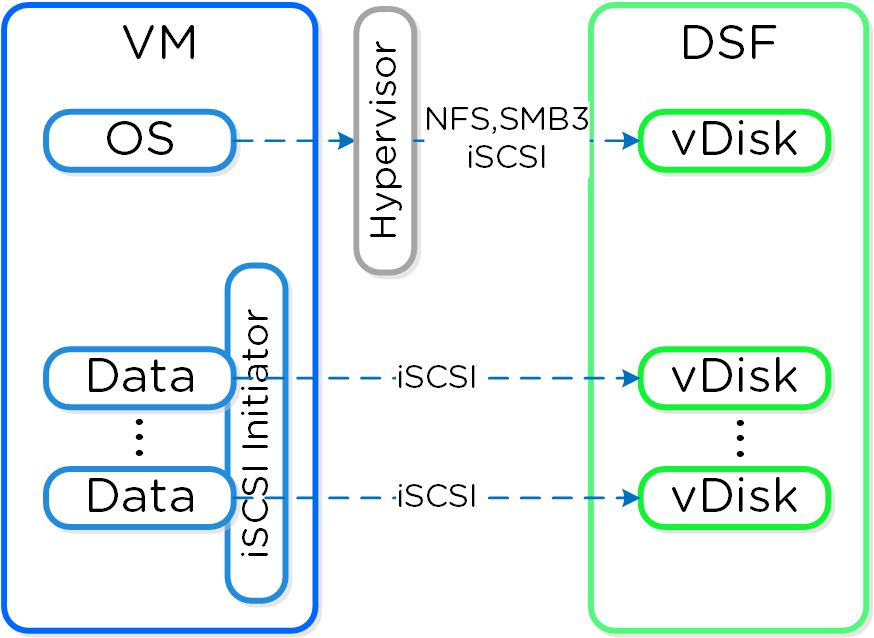 VM
DSF
OS
Hypervisor
NFS,SMB3
iSCSI
vDisk
iSCSI Initiator
Data
iSCSI
vDisk
Data
iSCSI
vDisk